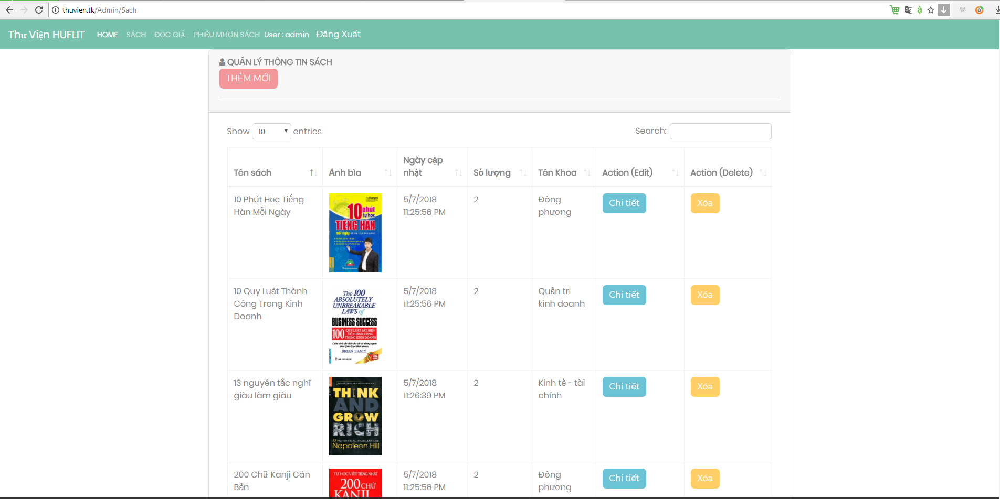 thuvien.tk/Admin/Sach
Thư Viện HUFLIT HOME SÁCH ĐỌC GIẢ PHIẾU MƯỢN SÁCH User : admin Đăng Xuất
QUẢN LÝ THÔNG TIN SÁCH
THÊM MỚI
Show 10 entries Search:
Tên sách Ảnh bìa Ngày cập nhật Số lượng Tên Khoa Action (Edit) Action (Delete)
10 Phút Học Tiếng Hàn Mỗi Ngày
10 phút
tự học
TIẾNG HÀN
mỗi ngày
5/7/2018
11:25:56 PM
2
Đông
phương
Chi tiết
Xóa
10 Quy Luật Thành
Công Trong Kinh
Doanh
The 100
ABSOLUTELY
UNBREAKABLE
LAWS of
BUSINESS SUCCESS
100 QUY LUẬT BẤT BIẾN
ĐỂ THÀNH CÔNG
TRONG KINH DOANH
BRIAN TRACY
5/7/2018
11:25:56 PM
2
Quản trị
kinh doanh
Chi tiết
Xóa
13 nguyên tắc nghĩ
giàu làm giàu
THINK
AND
GROW
RICH
13 NGUYÊN TẮC NGHĨ GIÀU, LÀM GIÀU
Napoleon Hill
5/7/2018
11:26:39 PM
2
Kinh tế - tài
chính
Chi tiết
Xóa
200 Chữ Kanji Căn
Bản
TỰ HỌC VIẾT TIẾNG NHẬT
200 CHỮ
KANJI
5/7/2018
11:25:56 PM
2
Đông
phương
Chi tiết
Xóa